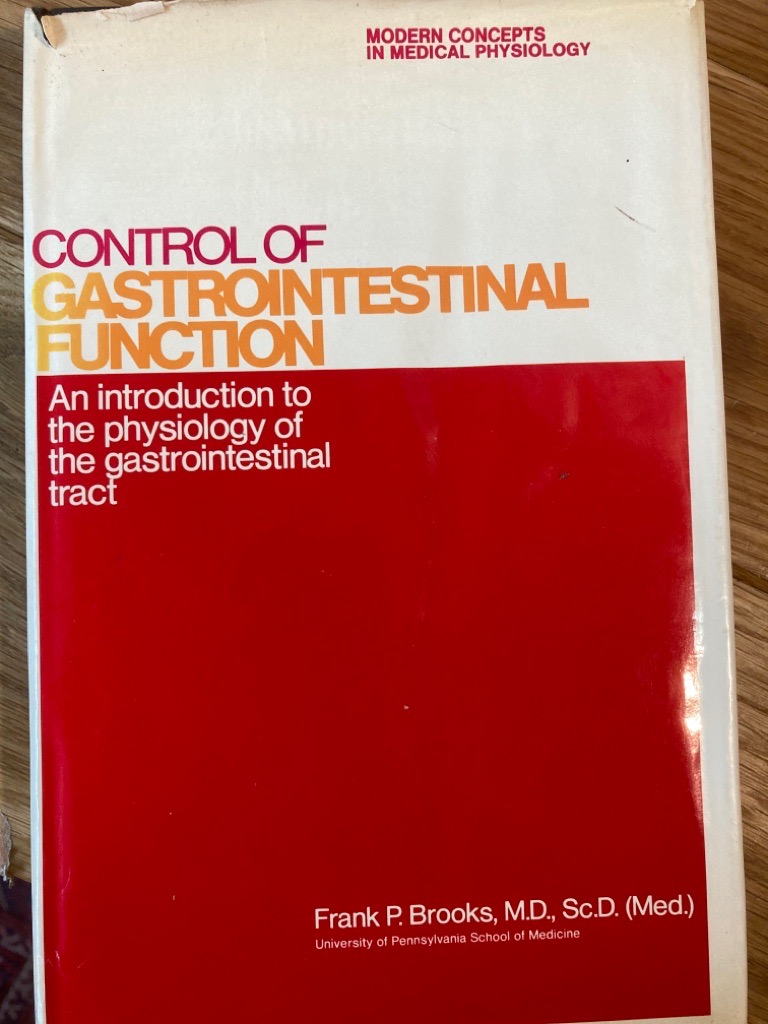 MODERN CONCEPTS
IN MEDICAL PHYSIOLOGY
CONTROL OF
GASTROINTESTINAL
FUNCTION
An introduction to
the physiology of
the gastrointestinal
tract
Frank P. Brooks, M.D., Sc.D. (Med.)
University of Pennsylvania School of Medicine